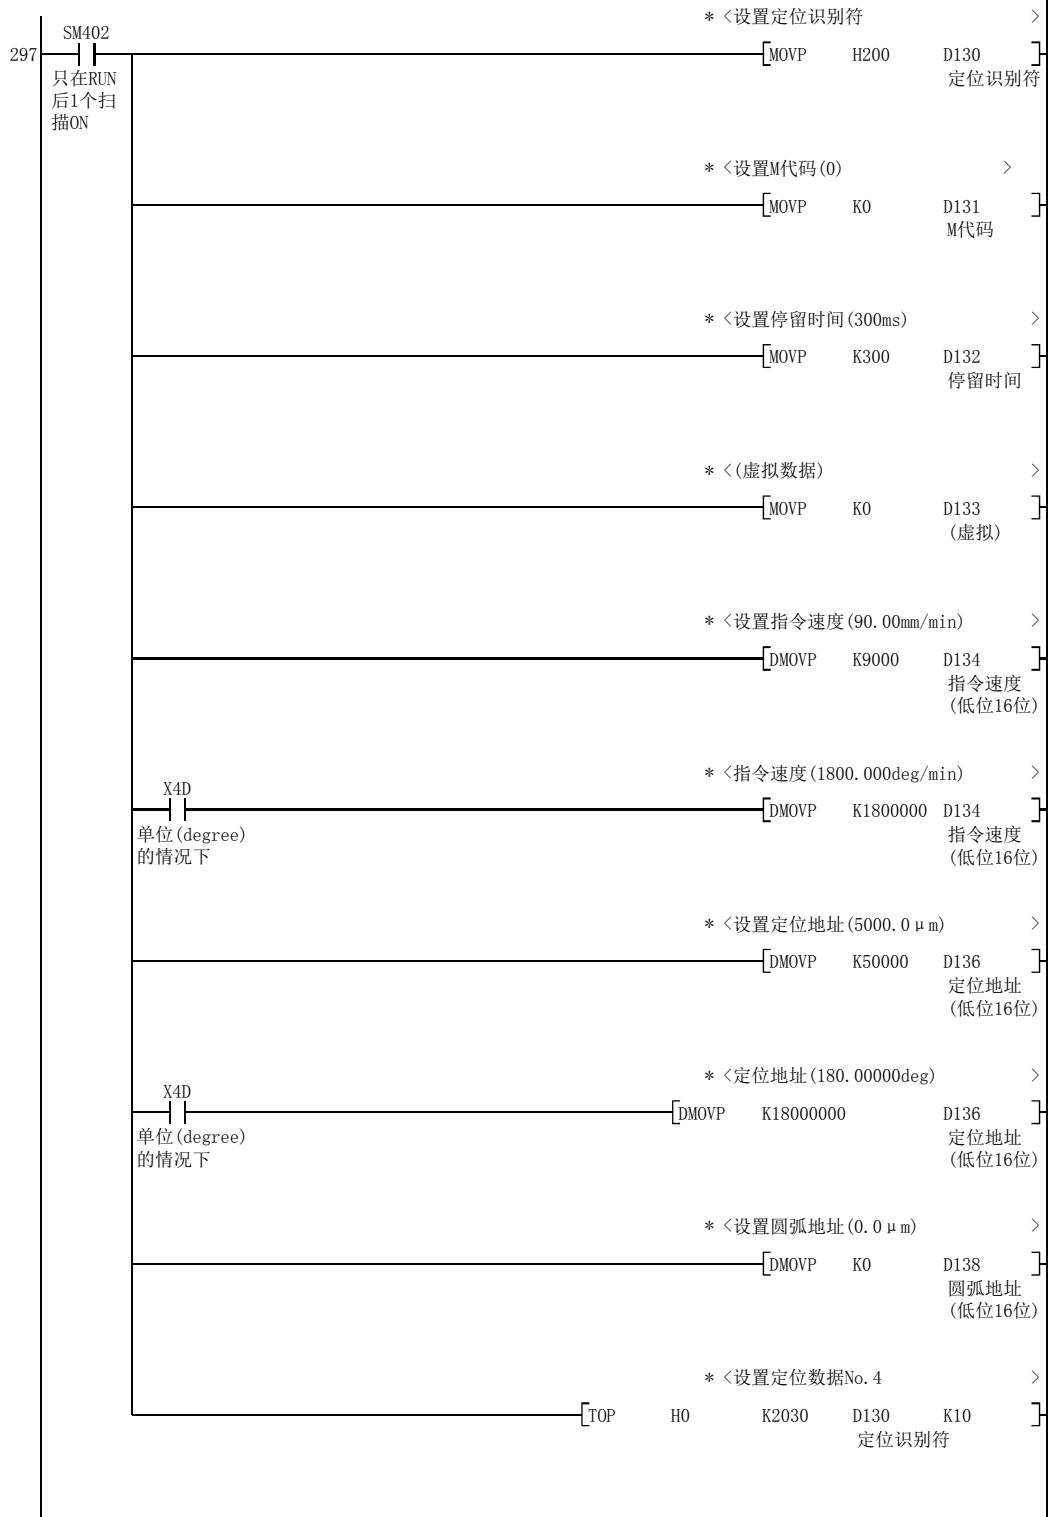 * <设置定位识别符 >
SM402
297 MOVP H200 D130
只在RUN 定位识别符
后1个扫
描ON
* <设置M代码(0) >
MOVP K0 D131
M代码
* <设置停留时间(300ms) >
MOVP K300 D132
停留时间
* <(虚拟数据) >
MOVP K0 D133
(虚拟)
* <设置指令速度(90.00mm/min) >
DMOVP K9000 D134
指令速度
(低位16位)
* <指令速度(1800.000deg/min) >
X4D
DMOVP K1800000 D134
单位(degree) 指令速度
的情况下 (低位16位)
* <设置定位地址(5000.0μm) >
DMOVP K50000 D136
定位地址
(低位16位)
* <定位地址(180.00000deg) >
X4D
DMOVP K18000000 D136
单位(degree) 定位地址
的情况下 (低位16位)
* <设置圆弧地址(0.0μm) >
DMOVP K0 D138
圆弧地址
(低位16位)
* <设置定位数据No.4 >
TOP H0 K2030 D130 K10
定位识别符